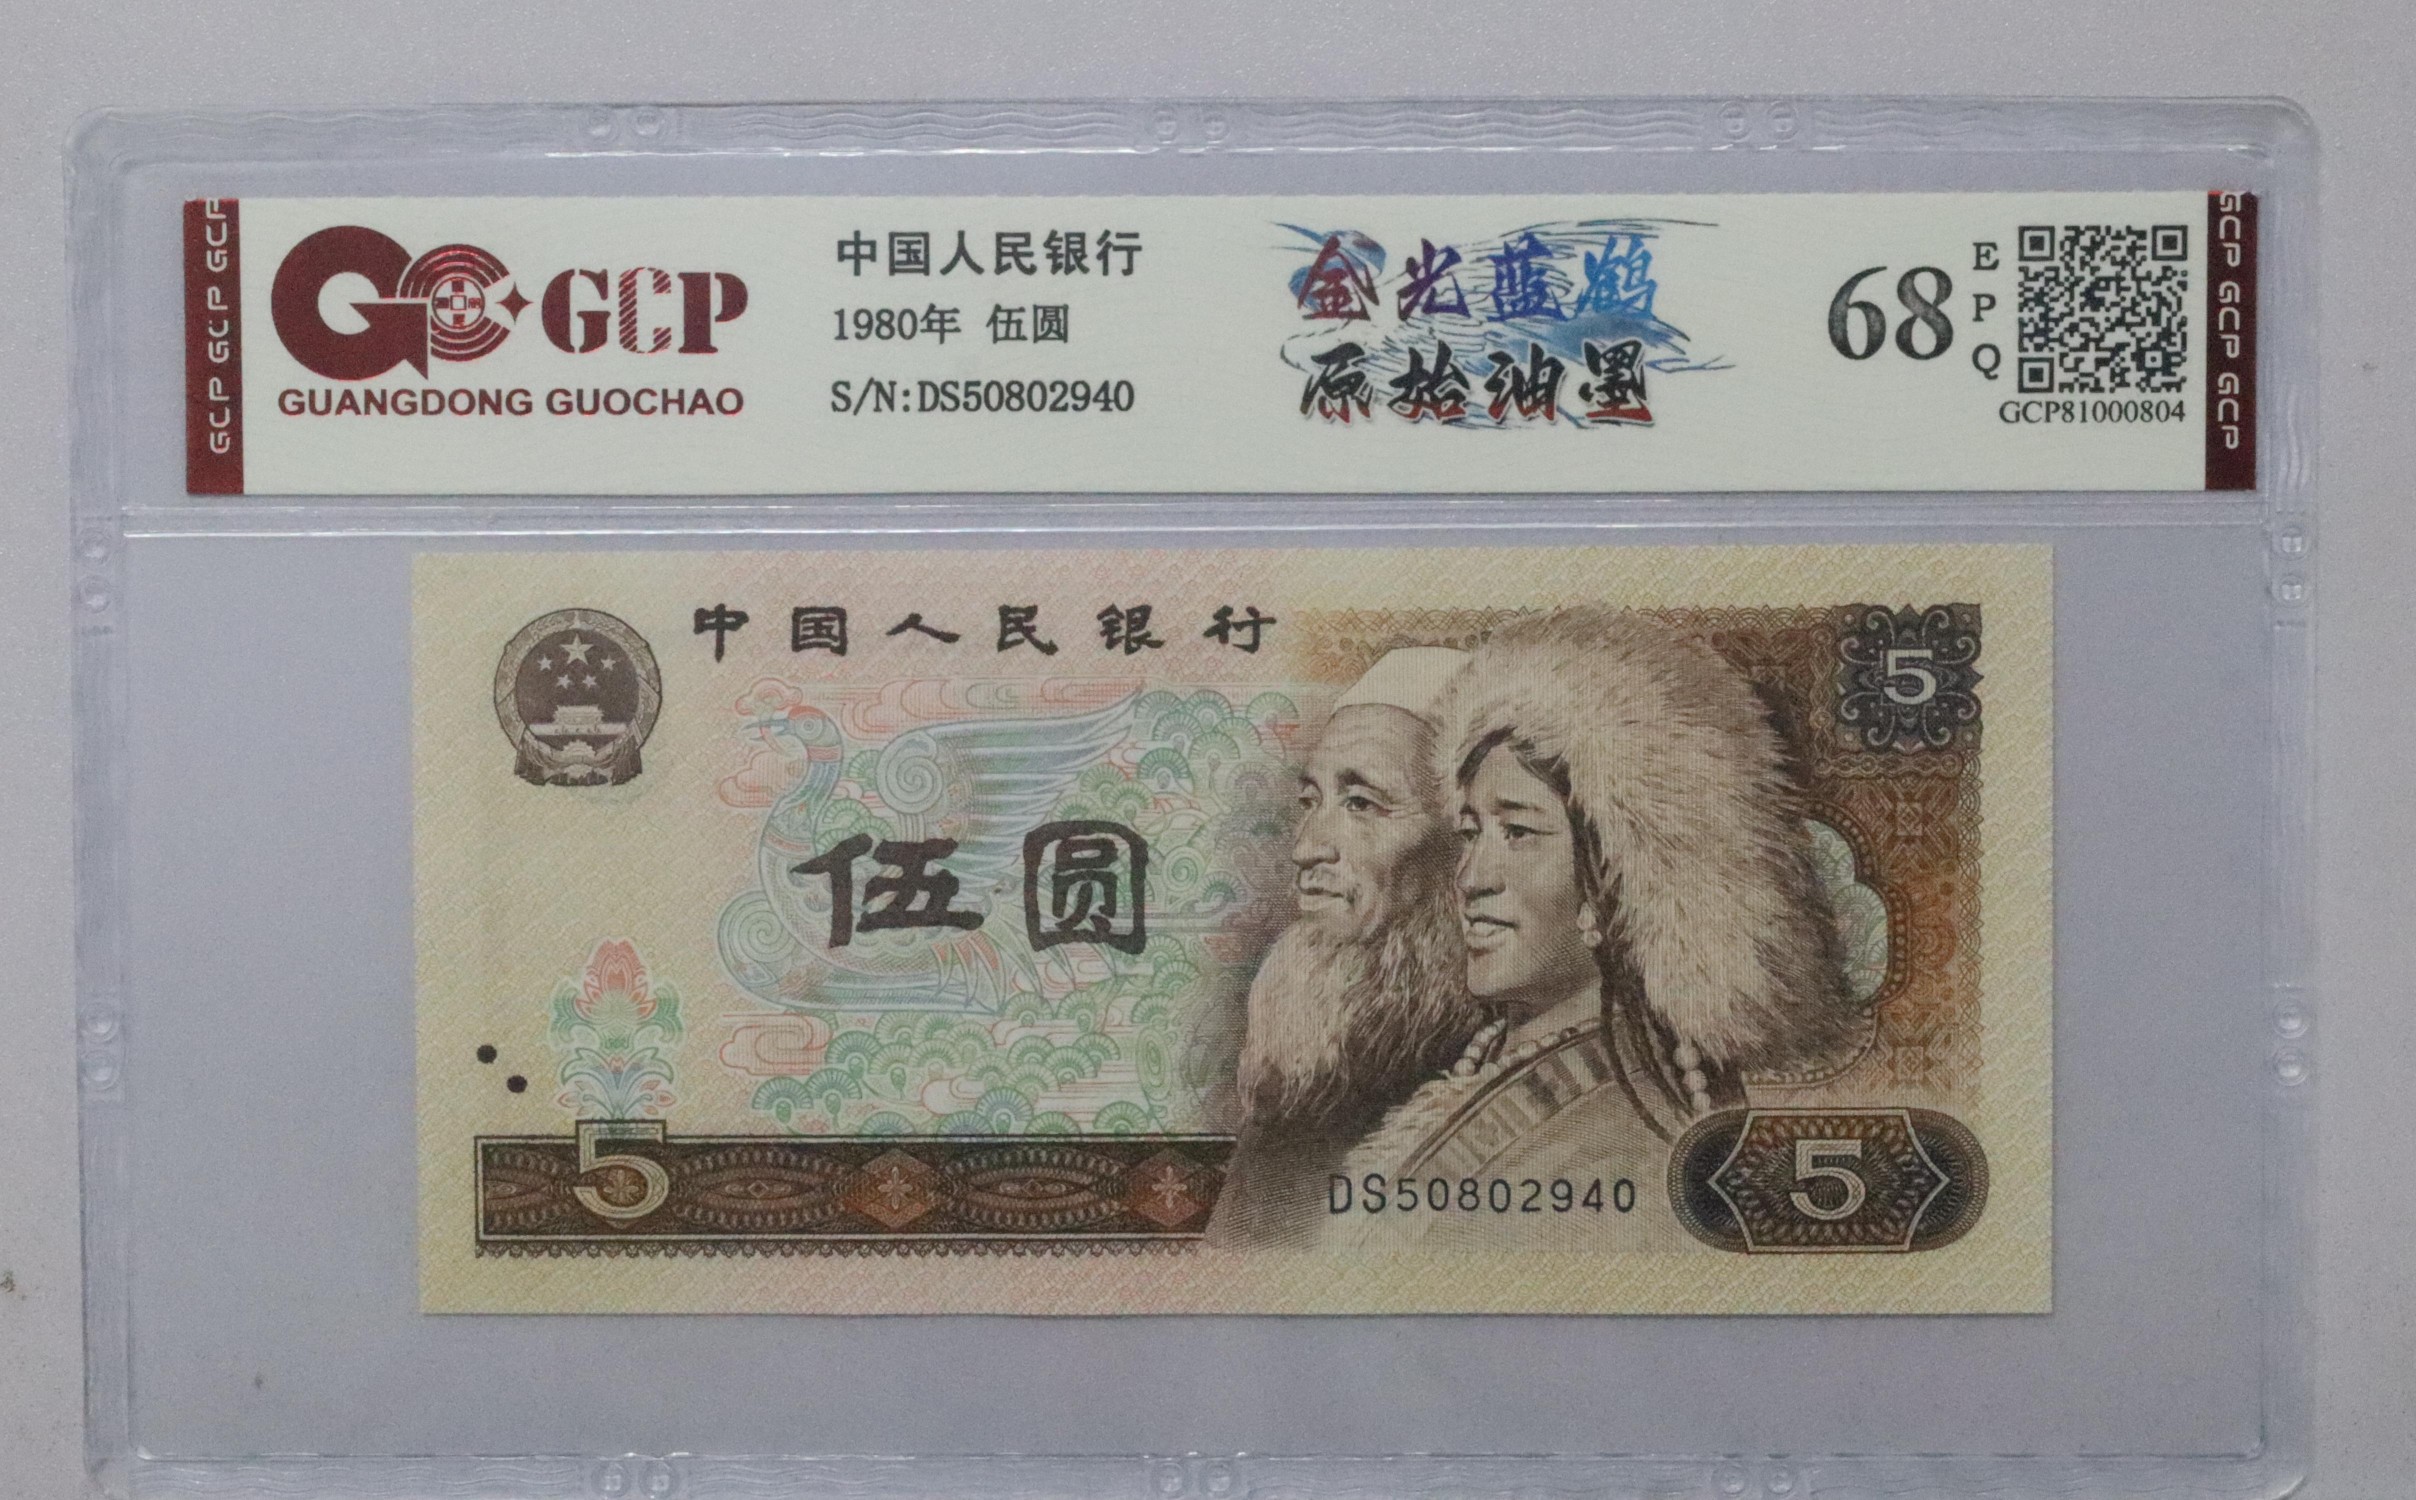 GCP GCP GCP
GCP
GUANGDONG GUOCHAO
中国人民银行
1980年 伍圆
S/N:DS50802940
金光蓝鹤
原始油墨
68
EPQ
GCP81000804
GCP GCP GCP
中国人民银行
5
伍圆
5
DS50802940
5